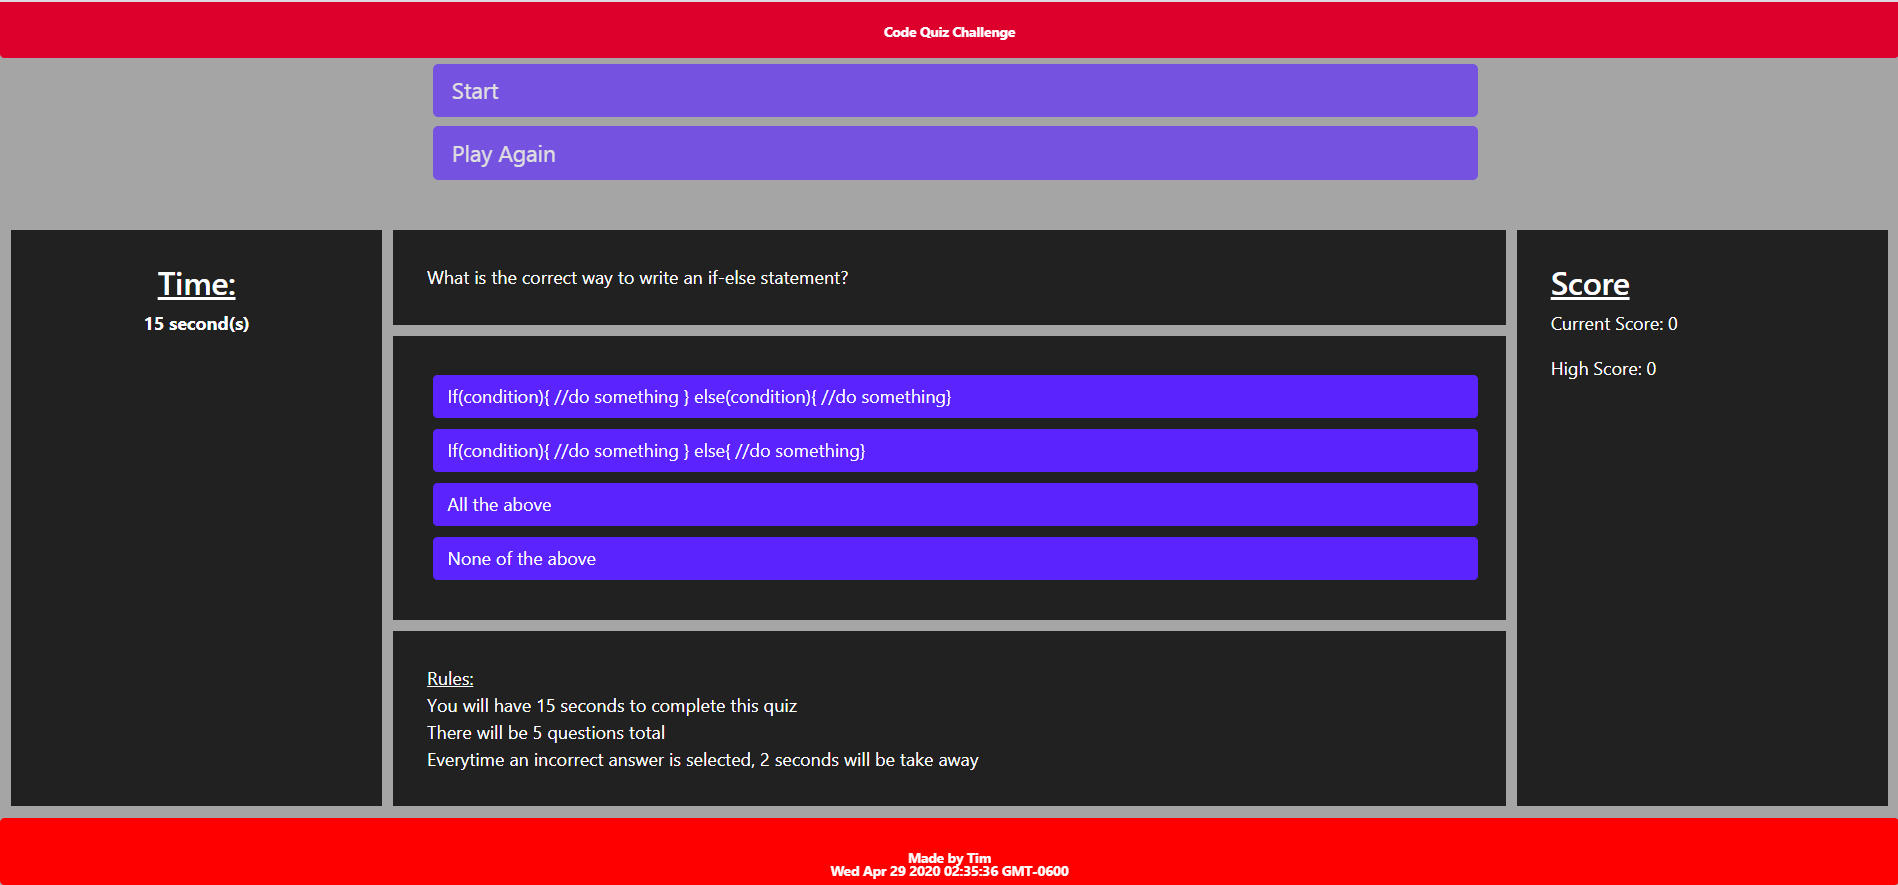 Code Quiz Challenge
Start
Play Again
Time:
15 second(s)
What is the correct way to write an if-else statement?
If(condition){ //do something } else(condition){ //do something}
If(condition){ //do something } else{ //do something}
All the above
None of the above
Rules:
You will have 15 seconds to complete this quiz
There will be 5 questions total
Everytime an incorrect answer is selected, 2 seconds will be take away
Score
Current Score: 0
High Score: 0
Made by Tim
Wed Apr 29 2020 02:35:36 GMT-0600